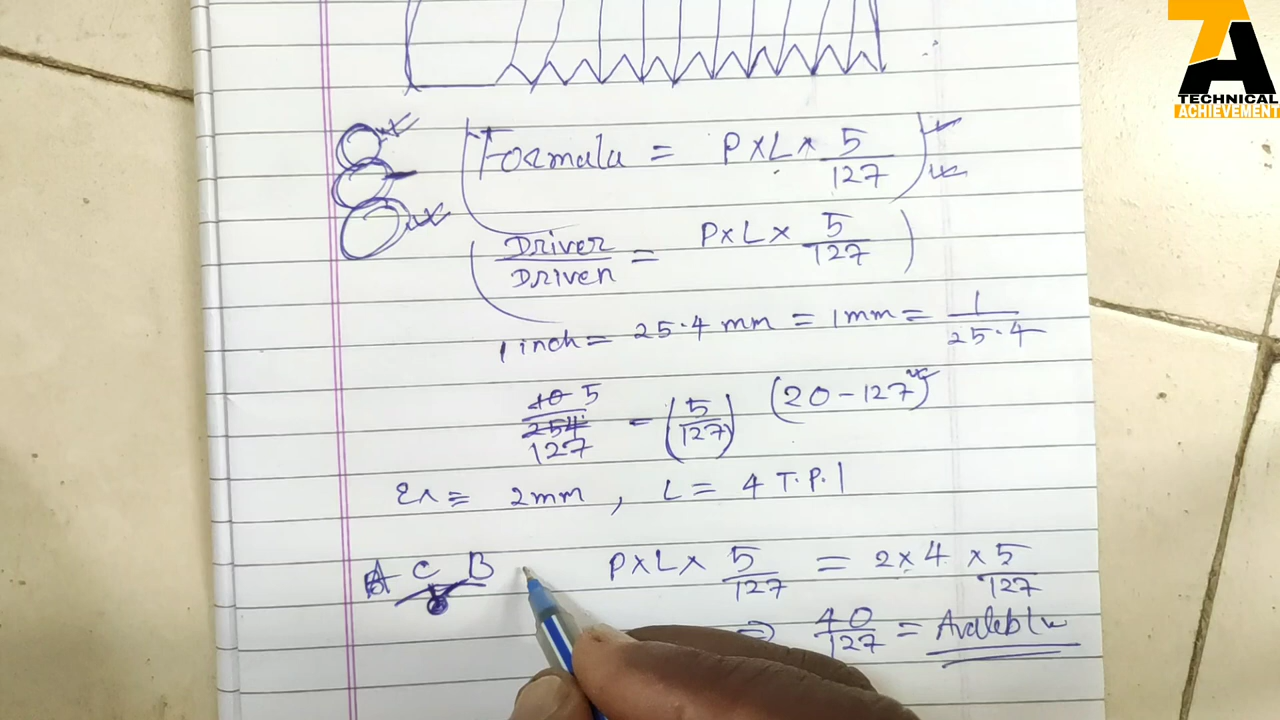 TA
TECHNICAL
ACHIEVEMENT
Formula = P×L× 5/127
Driver/Driven = P×L× 5/127
1 inch = 25.4 mm = 1mm = 1/25.4
10 5
254
127
= (5/127) (20-127)
Ex = 2mm, L = 4 T.P.I
A C B P×L× 5/127 = 2×4 ×5/127
⇒ 40/127 =